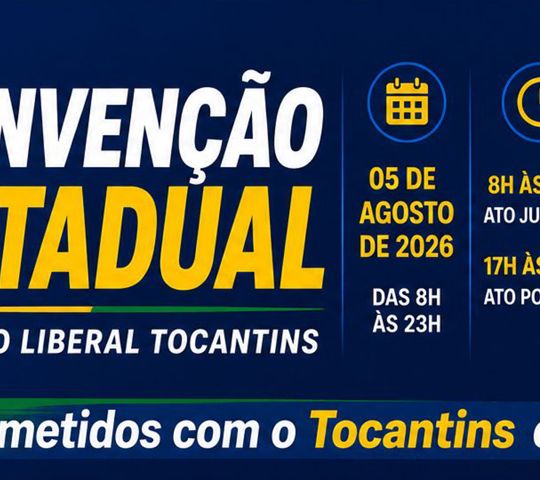 NVENÇÃO
TADUAL
O LIBERAL TOCANTINS
05 DE
AGOSTO
DE 2026
DAS 8H
ÀS 23H
8H ÀS
ATO JU
17H ÀS
ATO PO
metidos com o Tocantins